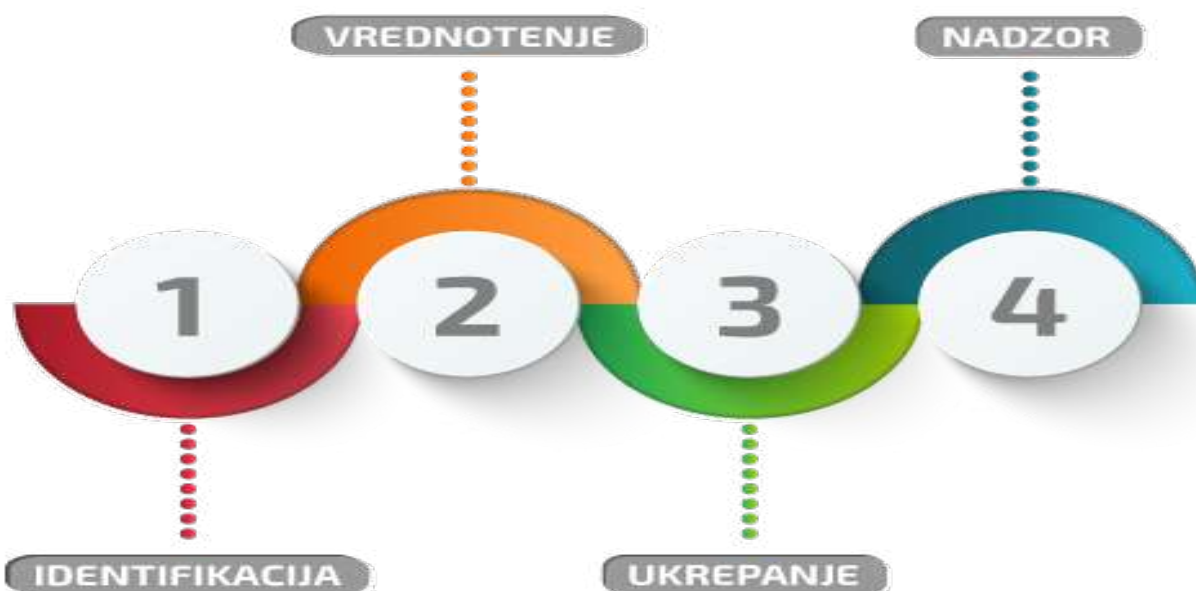 VREDNOTENJE
NADZOR
1
2
3
4
IDENTIFIKACIJA
UKREPANJE